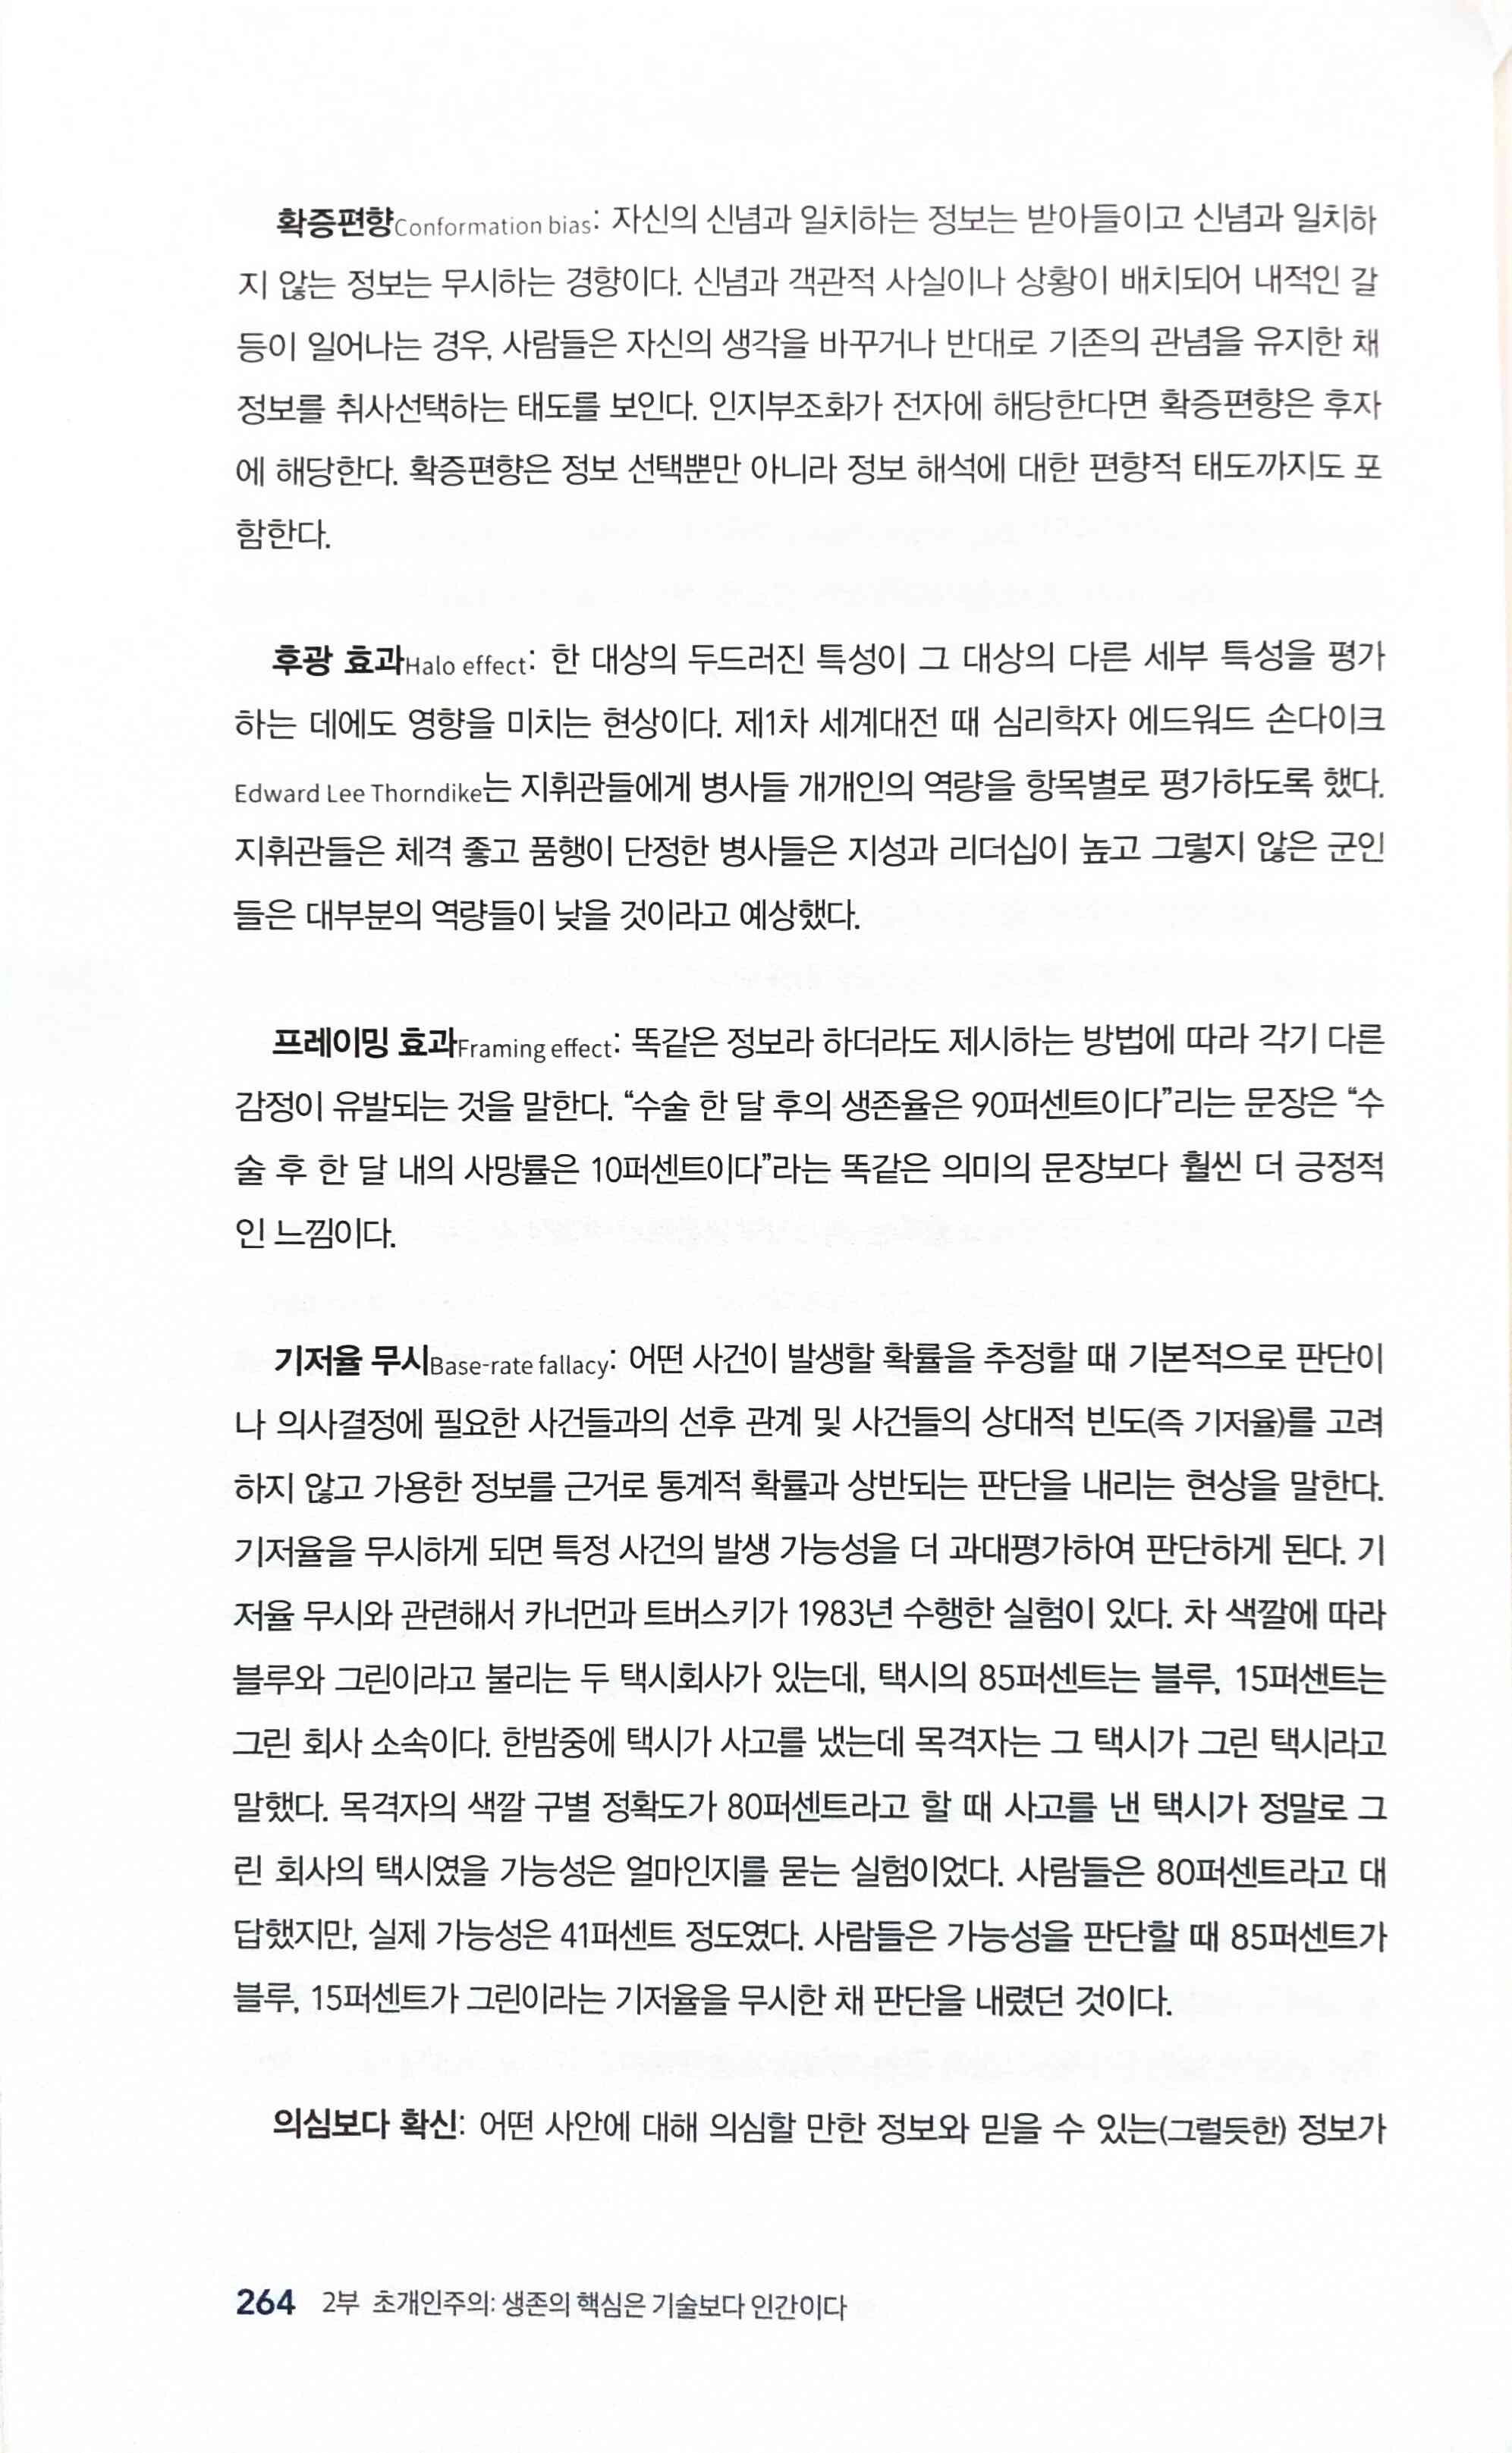 확증편향Conformation bias: 자신의 신념과 일치하는 정보는 받아들이고 신념과 일치하
지 않는 정보는 무시하는 경향이다. 신념과 객관적 사실이나 상황이 배치되어 내적인 갈
등이 일어나는 경우, 사람들은 자신의 생각을 바꾸거나 반대로 기존의 관념을 유지한 채
정보를 취사선택하는 태도를 보인다. 인지부조화가 전자에 해당한다면 확증편향은 후자
에 해당한다. 확증편향은 정보 선택뿐만 아니라 정보 해석에 대한 편향적 태도까지도 포
함한다.
후광 효과Halo effect: 한 대상의 두드러진 특성이 그 대상의 다른 세부 특성을 평가
하는 데에도 영향을 미치는 현상이다. 제1차 세계대전 때 심리학자 에드워드 손다이크
Edward Lee Thorndike는 지휘관들에게 병사들 개개인의 역량을 항목별로 평가하도록 했다.
지휘관들은 체격 좋고 품행이 단정한 병사들은 지성과 리더십이 높고 그렇지 않은 군인
들은 대부분의 역량들이 낮을 것이라고 예상했다.
프레이밍 효과Framing effect: 똑같은 정보라 하더라도 제시하는 방법에 따라 각기 다른
감정이 유발되는 것을 말한다. “수술 한 달 후의 생존율은 90퍼센트이다”리는 문장은 “수
술 후 한 달 내의 사망률은 10퍼센트이다”라는 똑같은 의미의 문장보다 훨씬 더 긍정적
인 느낌이다.
기저율 무시Base-rate fallacy: 어떤 사건이 발생할 확률을 추정할 때 기본적으로 판단이
나 의사결정에 필요한 사건들과의 선후 관계 및 사건들의 상대적 빈도(즉 기저율)를 고려
하지 않고 가용한 정보를 근거로 통계적 확률과 상반되는 판단을 내리는 현상을 말한다.
기저율을 무시하게 되면 특정 사건의 발생 가능성을 더 과대평가하여 판단하게 된다. 기
저율 무시와 관련해서 카너먼과 트버스키가 1983년 수행한 실험이 있다. 차 색깔에 따라
블루와 그린이라고 불리는 두 택시회사가 있는데, 택시의 85퍼센트는 블루, 15퍼센트는
그린 회사 소속이다. 한밤중에 택시가 사고를 냈는데 목격자는 그 택시가 그린 택시라고
말했다. 목격자의 색깔 구별 정확도가 80퍼센트라고 할 때 사고를 낸 택시가 정말로 그
린 회사의 택시였을 가능성은 얼마인지를 묻는 실험이었다. 사람들은 80퍼센트라고 대
답했지만, 실제 가능성은 41퍼센트 정도였다. 사람들은 가능성을 판단할 때 85퍼센트가
블루, 15퍼센트가 그린이라는 기저율을 무시한 채 판단을 내렸던 것이다.
의심보다 확신: 어떤 사안에 대해 의심할 만한 정보와 믿을 수 있는(그럴듯한) 정보가
264 2부 초개인주의: 생존의 핵심은 기술보다 인간이다